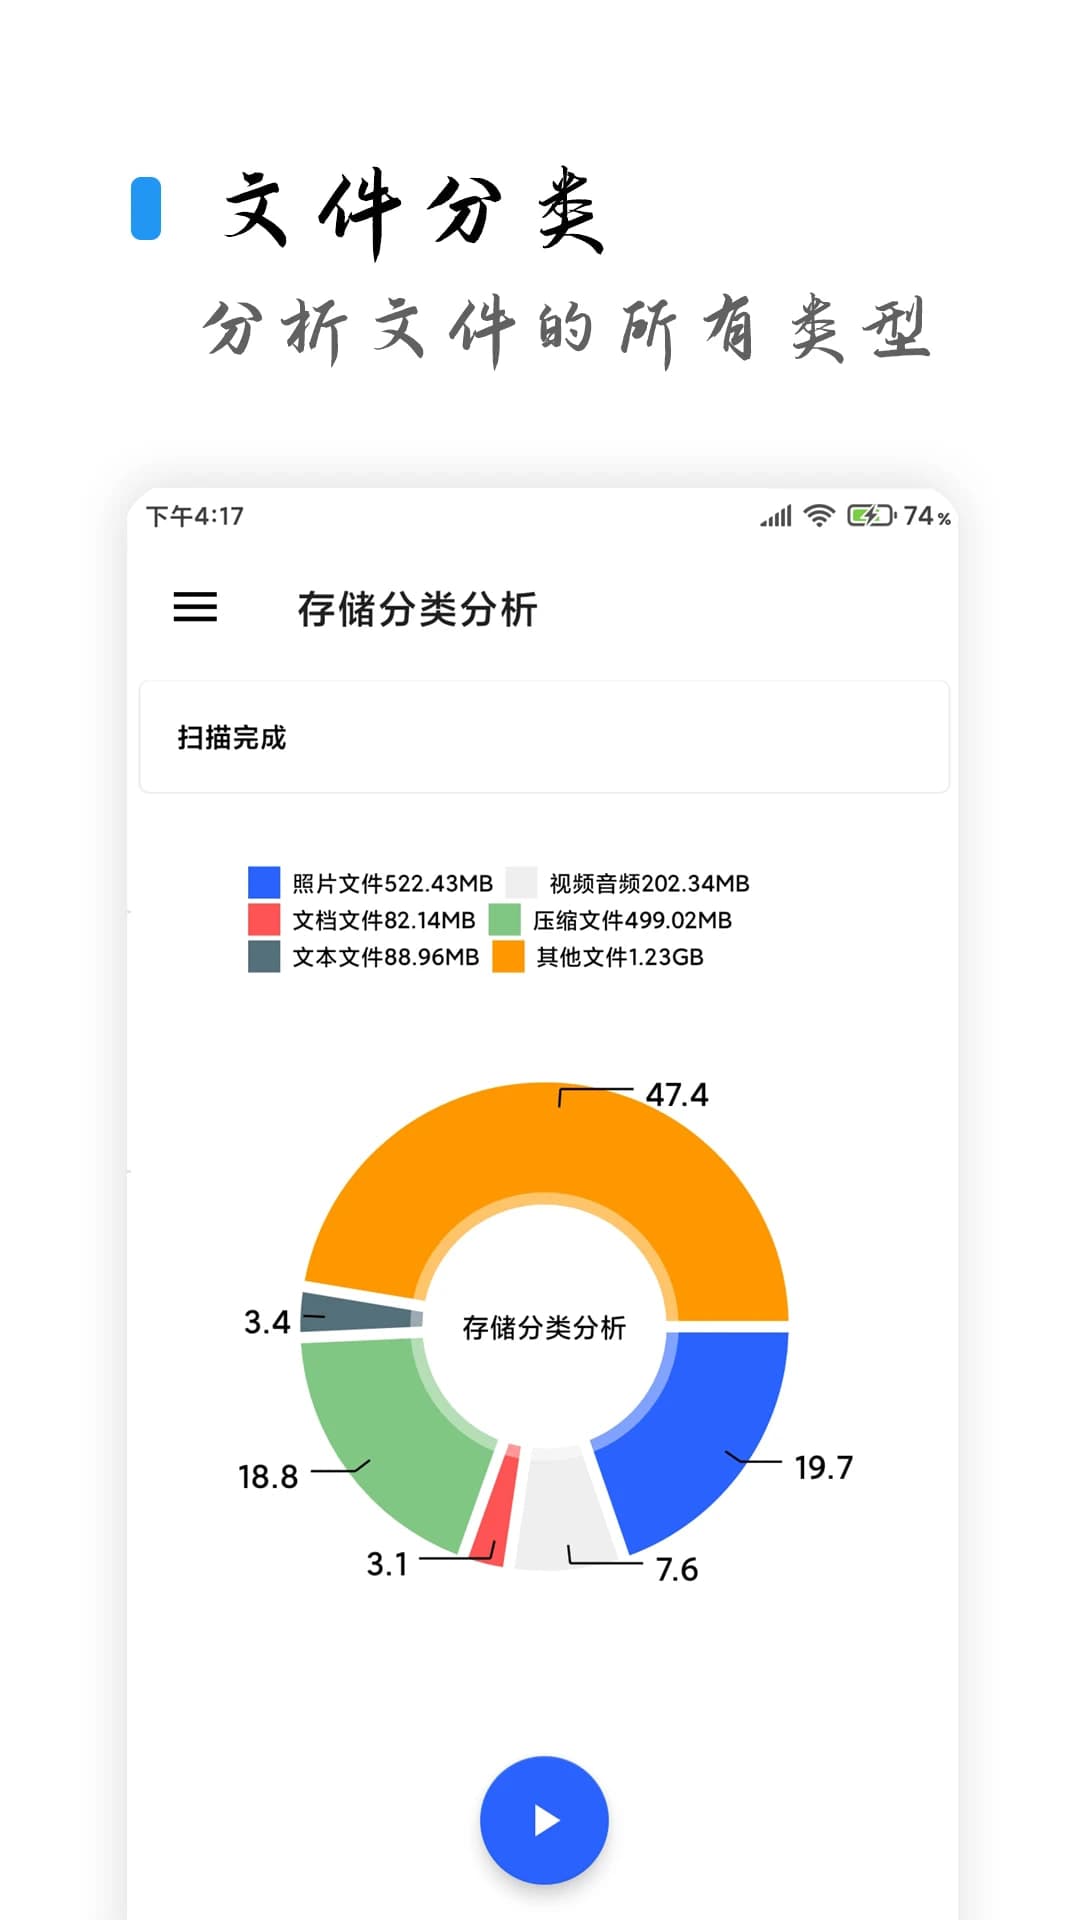 文件分类
分析文件的所有类型
下午4:17
74%
存储分类分析
扫描完成
照片文件522.43MB 视频音频202.34MB
文档文件82.14MB 压缩文件499.02MB
文本文件88.96MB 其他文件1.23GB
47.4
3.4
存储分类分析
18.8
19.7
3.1
7.6